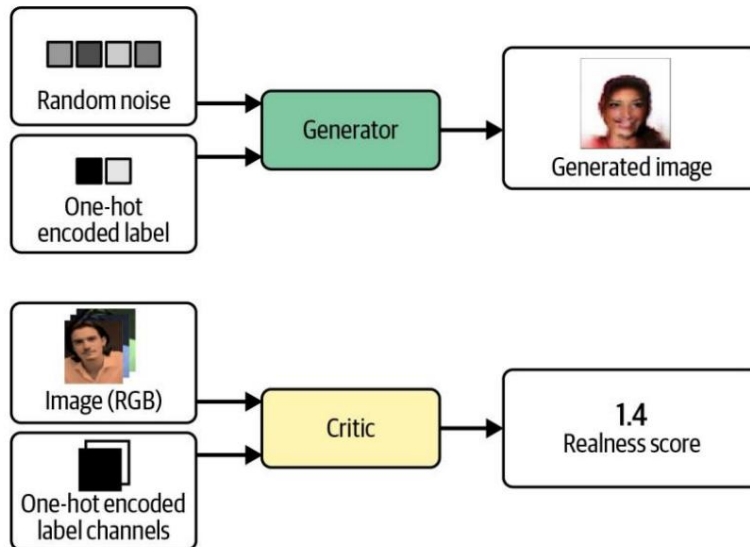 Random noise
One-hot
encoded label
Generator
Generated image
Image (RGB)
One-hot encoded
label channels
Critic
1.4
Realness score